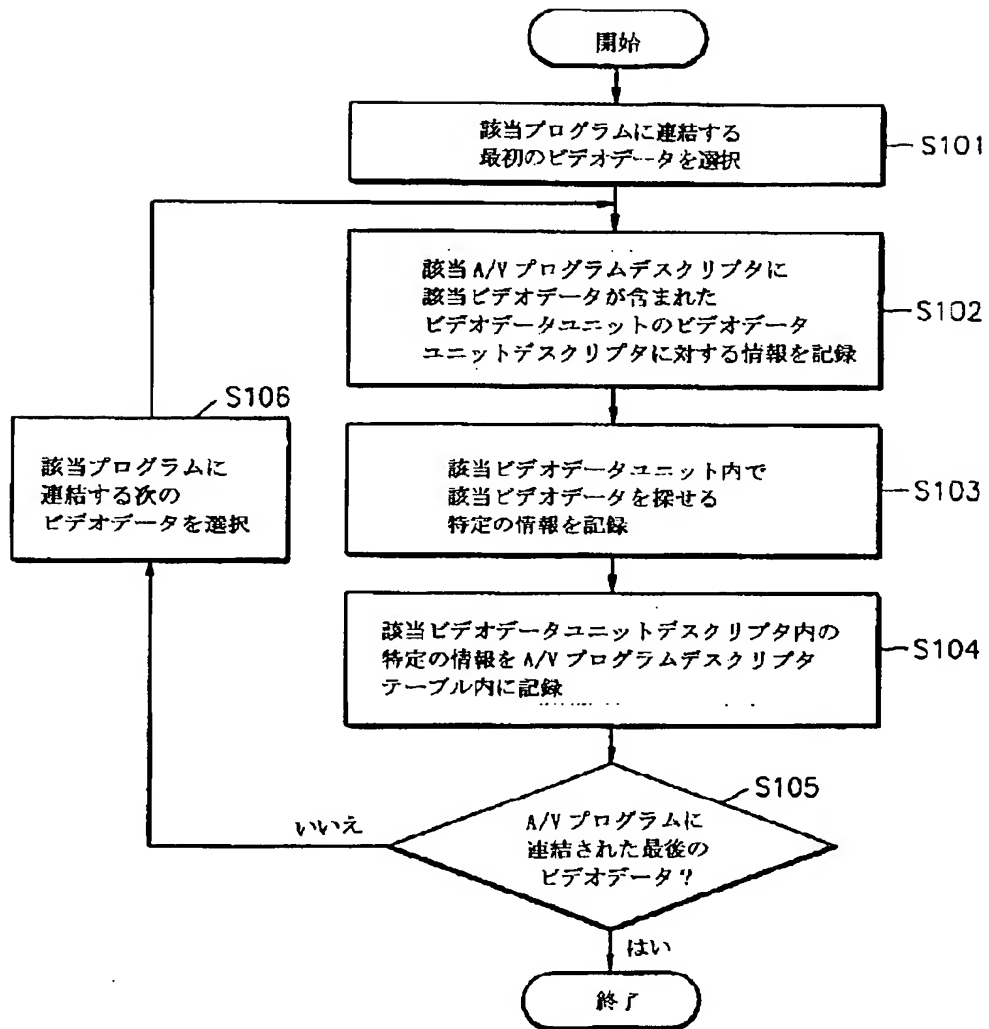 開始
該当プログラムに連結する
最初のビデオデータを選択
S101
該当 A/V プログラムデスクリプタに
該当ビデオデータが含まれた
ビデオデータユニットのビデオデータ
ユニットデスクリプタに対する情報を記録
S102
S106
該当プログラムに
連結する次の
ビデオデータを選択
該当ビデオデータユニット内で
該当ビデオデータを探せる
特定の情報を記録
S103
該当ビデオデータユニットデスクリプタ内の
特定の情報を A/V プログラムデスクリプタ
テーブル内に記録
S104
S105
A/V プログラムに
連結された最後の
ビデオデータ?
いいえ
はい
終了